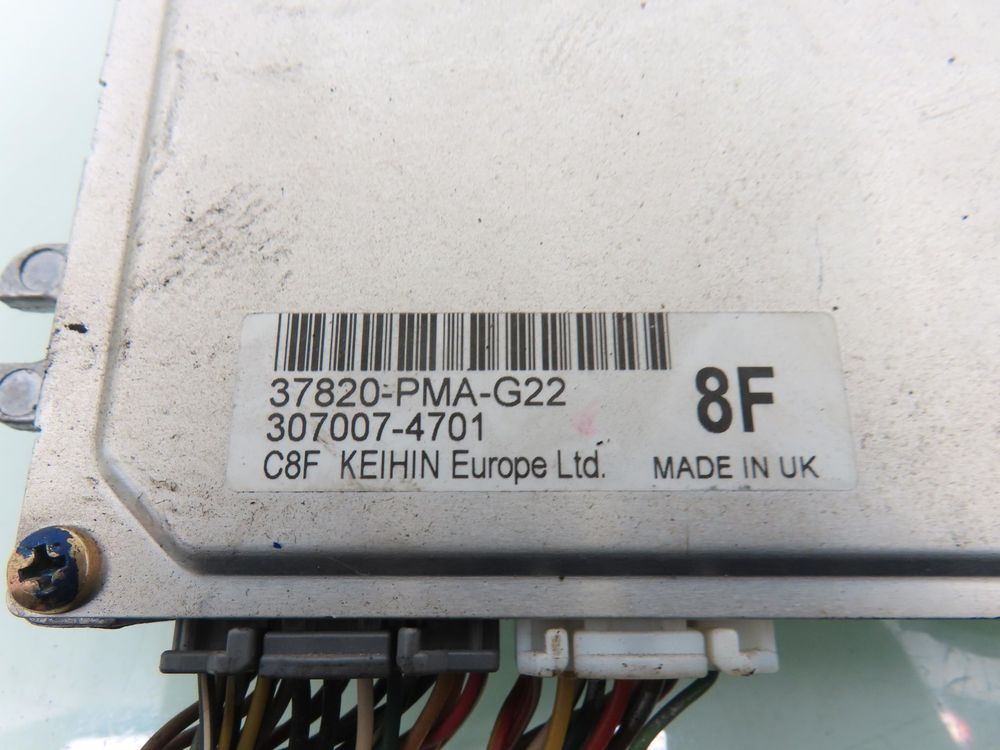 37820-PMA-G22
307007-4701
8F
C8F KEIHIN Europe Ltd. MADE IN UK